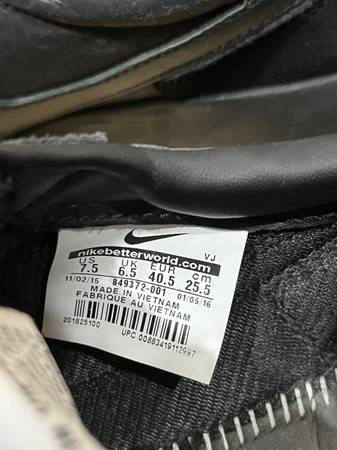 VJ
nikebetterworld.com
US UK EUR cm
7.5 6.5 40.5 25.5
11/02/15 849372-001 01/05/16
MADE IN VIETNAM
FABRIQUE AU VIETNAM
201825100
UPC 00883419112997